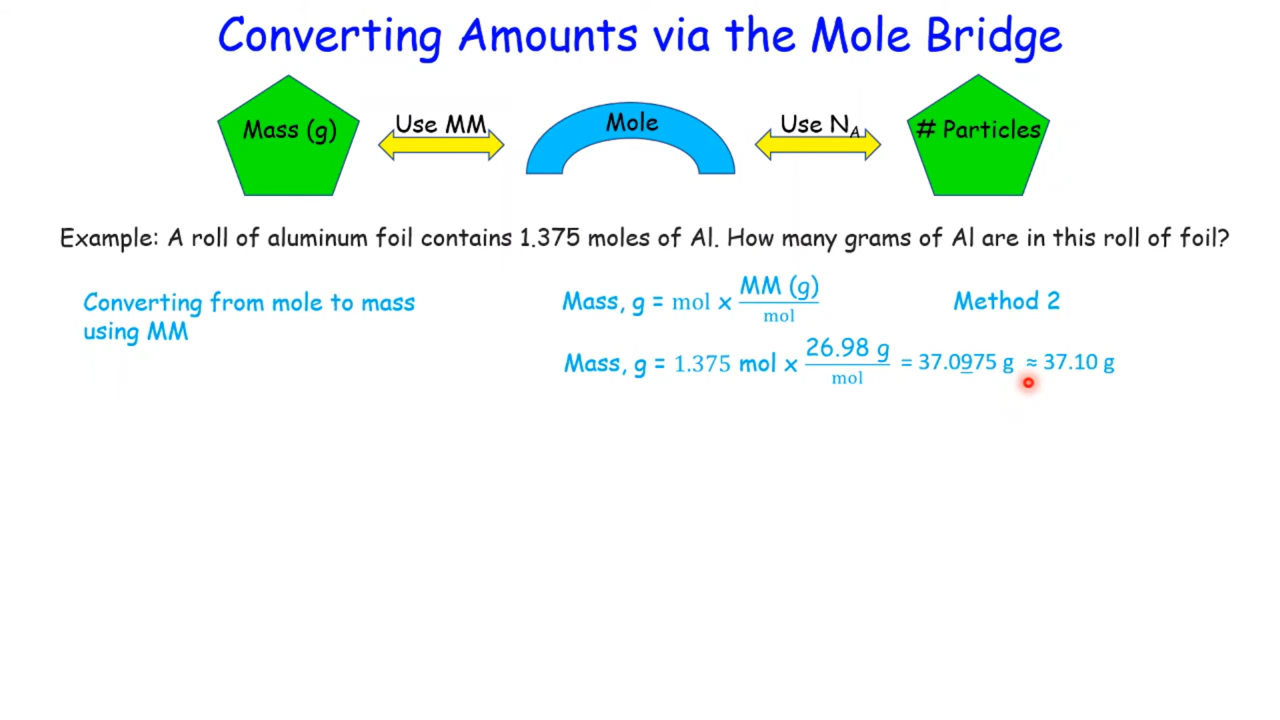 Converting Amounts via the Mole Bridge
Mass (g)
Use MM
Mole
Use N_A
# Particles
Example: A roll of aluminum foil contains 1.375 moles of Al. How many grams of Al are in this roll of foil?
Converting from mole to mass
using MM
Mass, g = mol x MM (g) / mol
Method 2
Mass, g = 1.375 mol x 26.98 g / mol = 37.0975 g ≈ 37.10 g